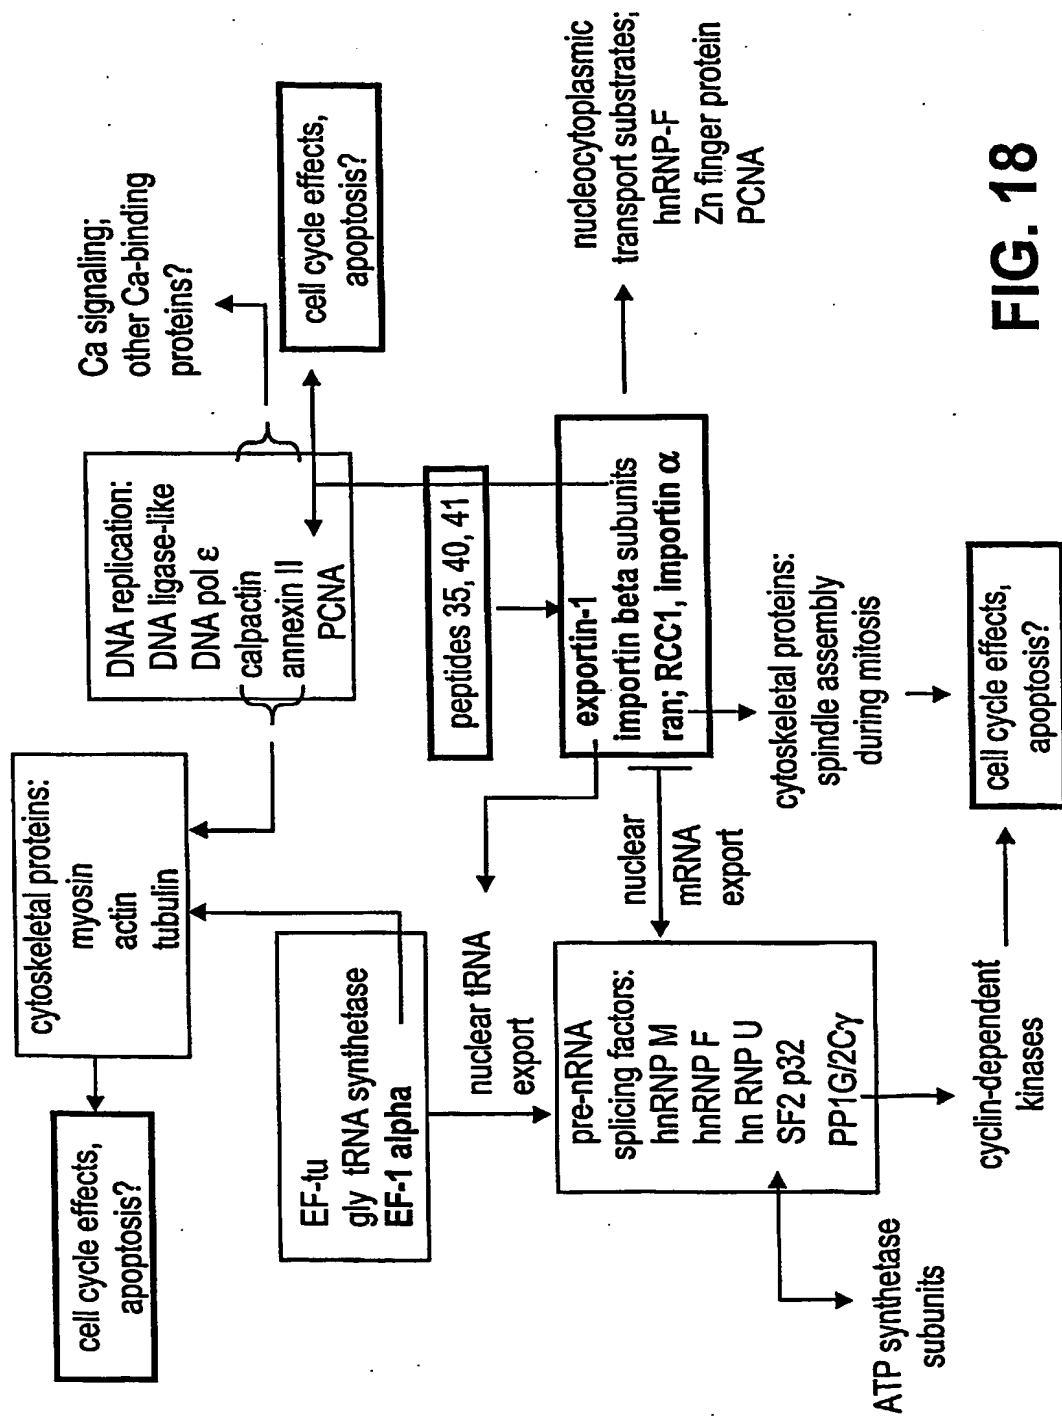 cell cycle effects,
apoptosis?
cytoskeletal proteins:
myosin
actin
tubulin
DNA replication:
DNA ligase-like
DNA pol ε
calpactin
annexin II
PCNA
Ca signaling;
other Ca-binding
proteins?
cell cycle effects,
apoptosis?
EF-tu
gly tRNA synthetase
EF-1 alpha
nuclear tRNA
export
peptides 35, 40, 41
pre-nRNA
splicing factors:
hnRNP M
hnRNP F
hn RNP U
SF2 p32
PP1G/2Cγ
nuclear
mRNA
export
exportin-1
importin beta subunits
ran; RCC1, importin α
nucleocytoplasmic
transport substrates;
hnRNP-F
Zn finger protein
PCNA
cytoskeletal proteins:
spindle assembly
during mitosis
ATP synthetase
subunits
cyclin-dependent
kinases
cell cycle effects,
apoptosis?
FIG. 18